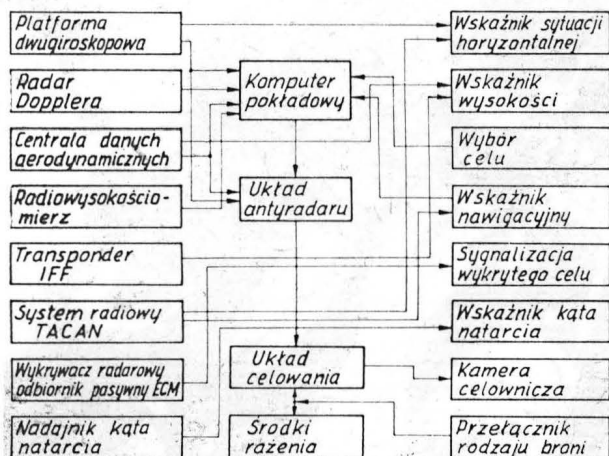 Platforma
dwugiroskopowa
Radar
Dopplera
Centrala danych
aerodynamicznych
Radiowysokościo-
mierz
Transponder
IFF
System radiowy
TACAN
Wykrywacz radarowy
odbiornik pasywny ECM
Nadajnik kąta
natarcia
Komputer
pokładowy
Układ
antyradaru
Układ
celowania
Środki
rażenia
Wskaźnik sytuacji
horyzontalnej
Wskaźnik
wysokości
Wybór
celu
Wskaźnik
nawigacyjny
Sygnalizacja
wykrytego celu
Wskaźnik kąta
natarcia
Kamera
celownicza
Przełącznik
rodzaju broni